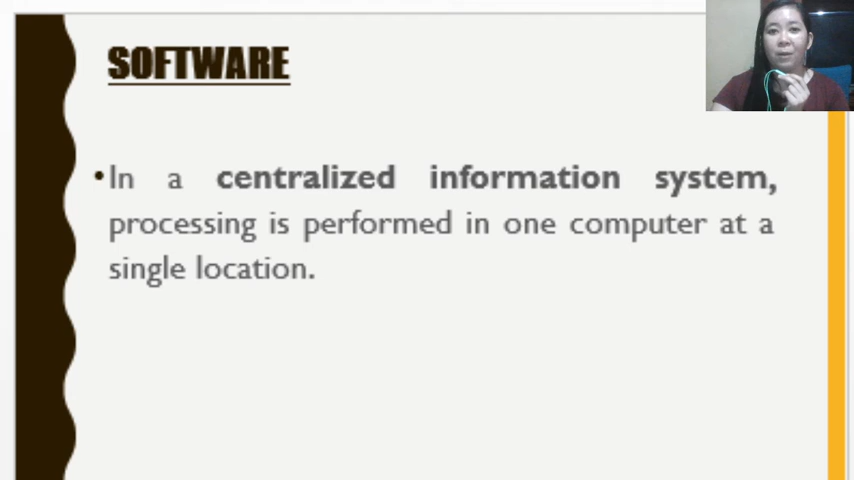 SOFTWARE
•In a centralized information system,
processing is performed in one computer at a
single location.